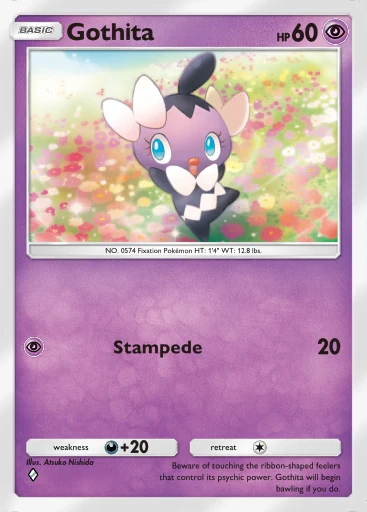 BASIC Gothita HP 60
NO. 0574 Fixation Pokémon HT: 1'4" WT: 12.8 lbs.
Stampede 20
weakness +20 retreat
Illus. Atsuko Nishida
Beware of touching the ribbon-shaped feelers
that control its psychic power. Gothita will begin
bawling if you do.